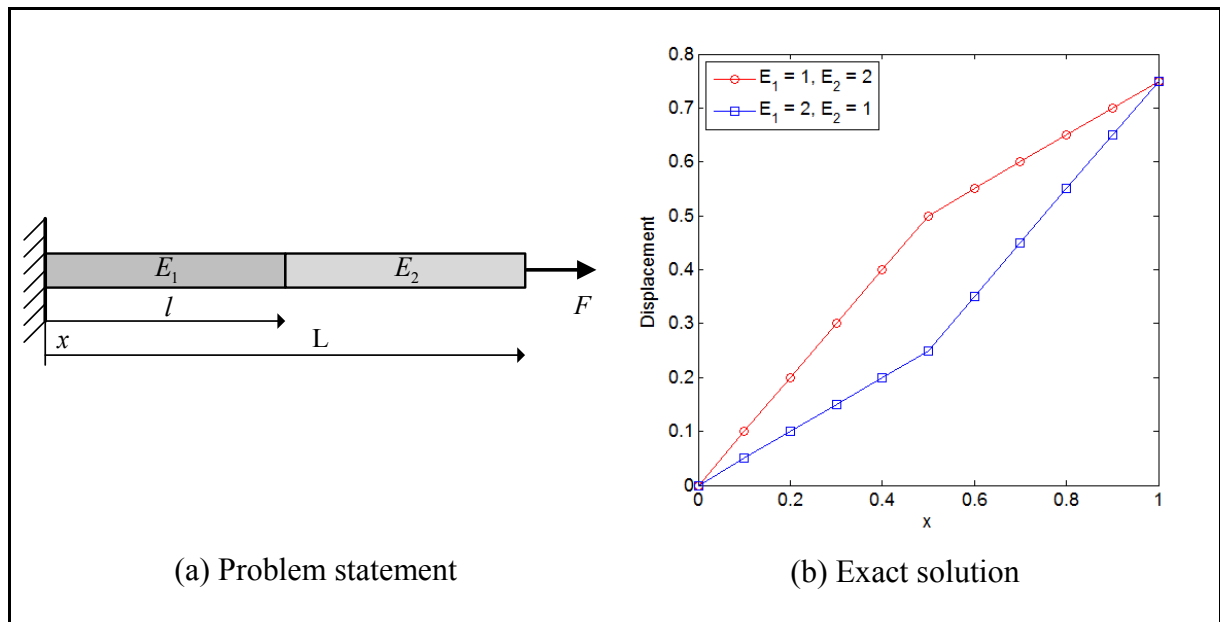 E₁
E₂
F
l
x
L
(a) Problem statement
E₁ = 1, E₂ = 2
E₁ = 2, E₂ = 1
0.8
0.7
0.6
0.5
0.4
0.3
0.2
0.1
0
Displacement
0 0.2 0.4 0.6 0.8 1
x
(b) Exact solution